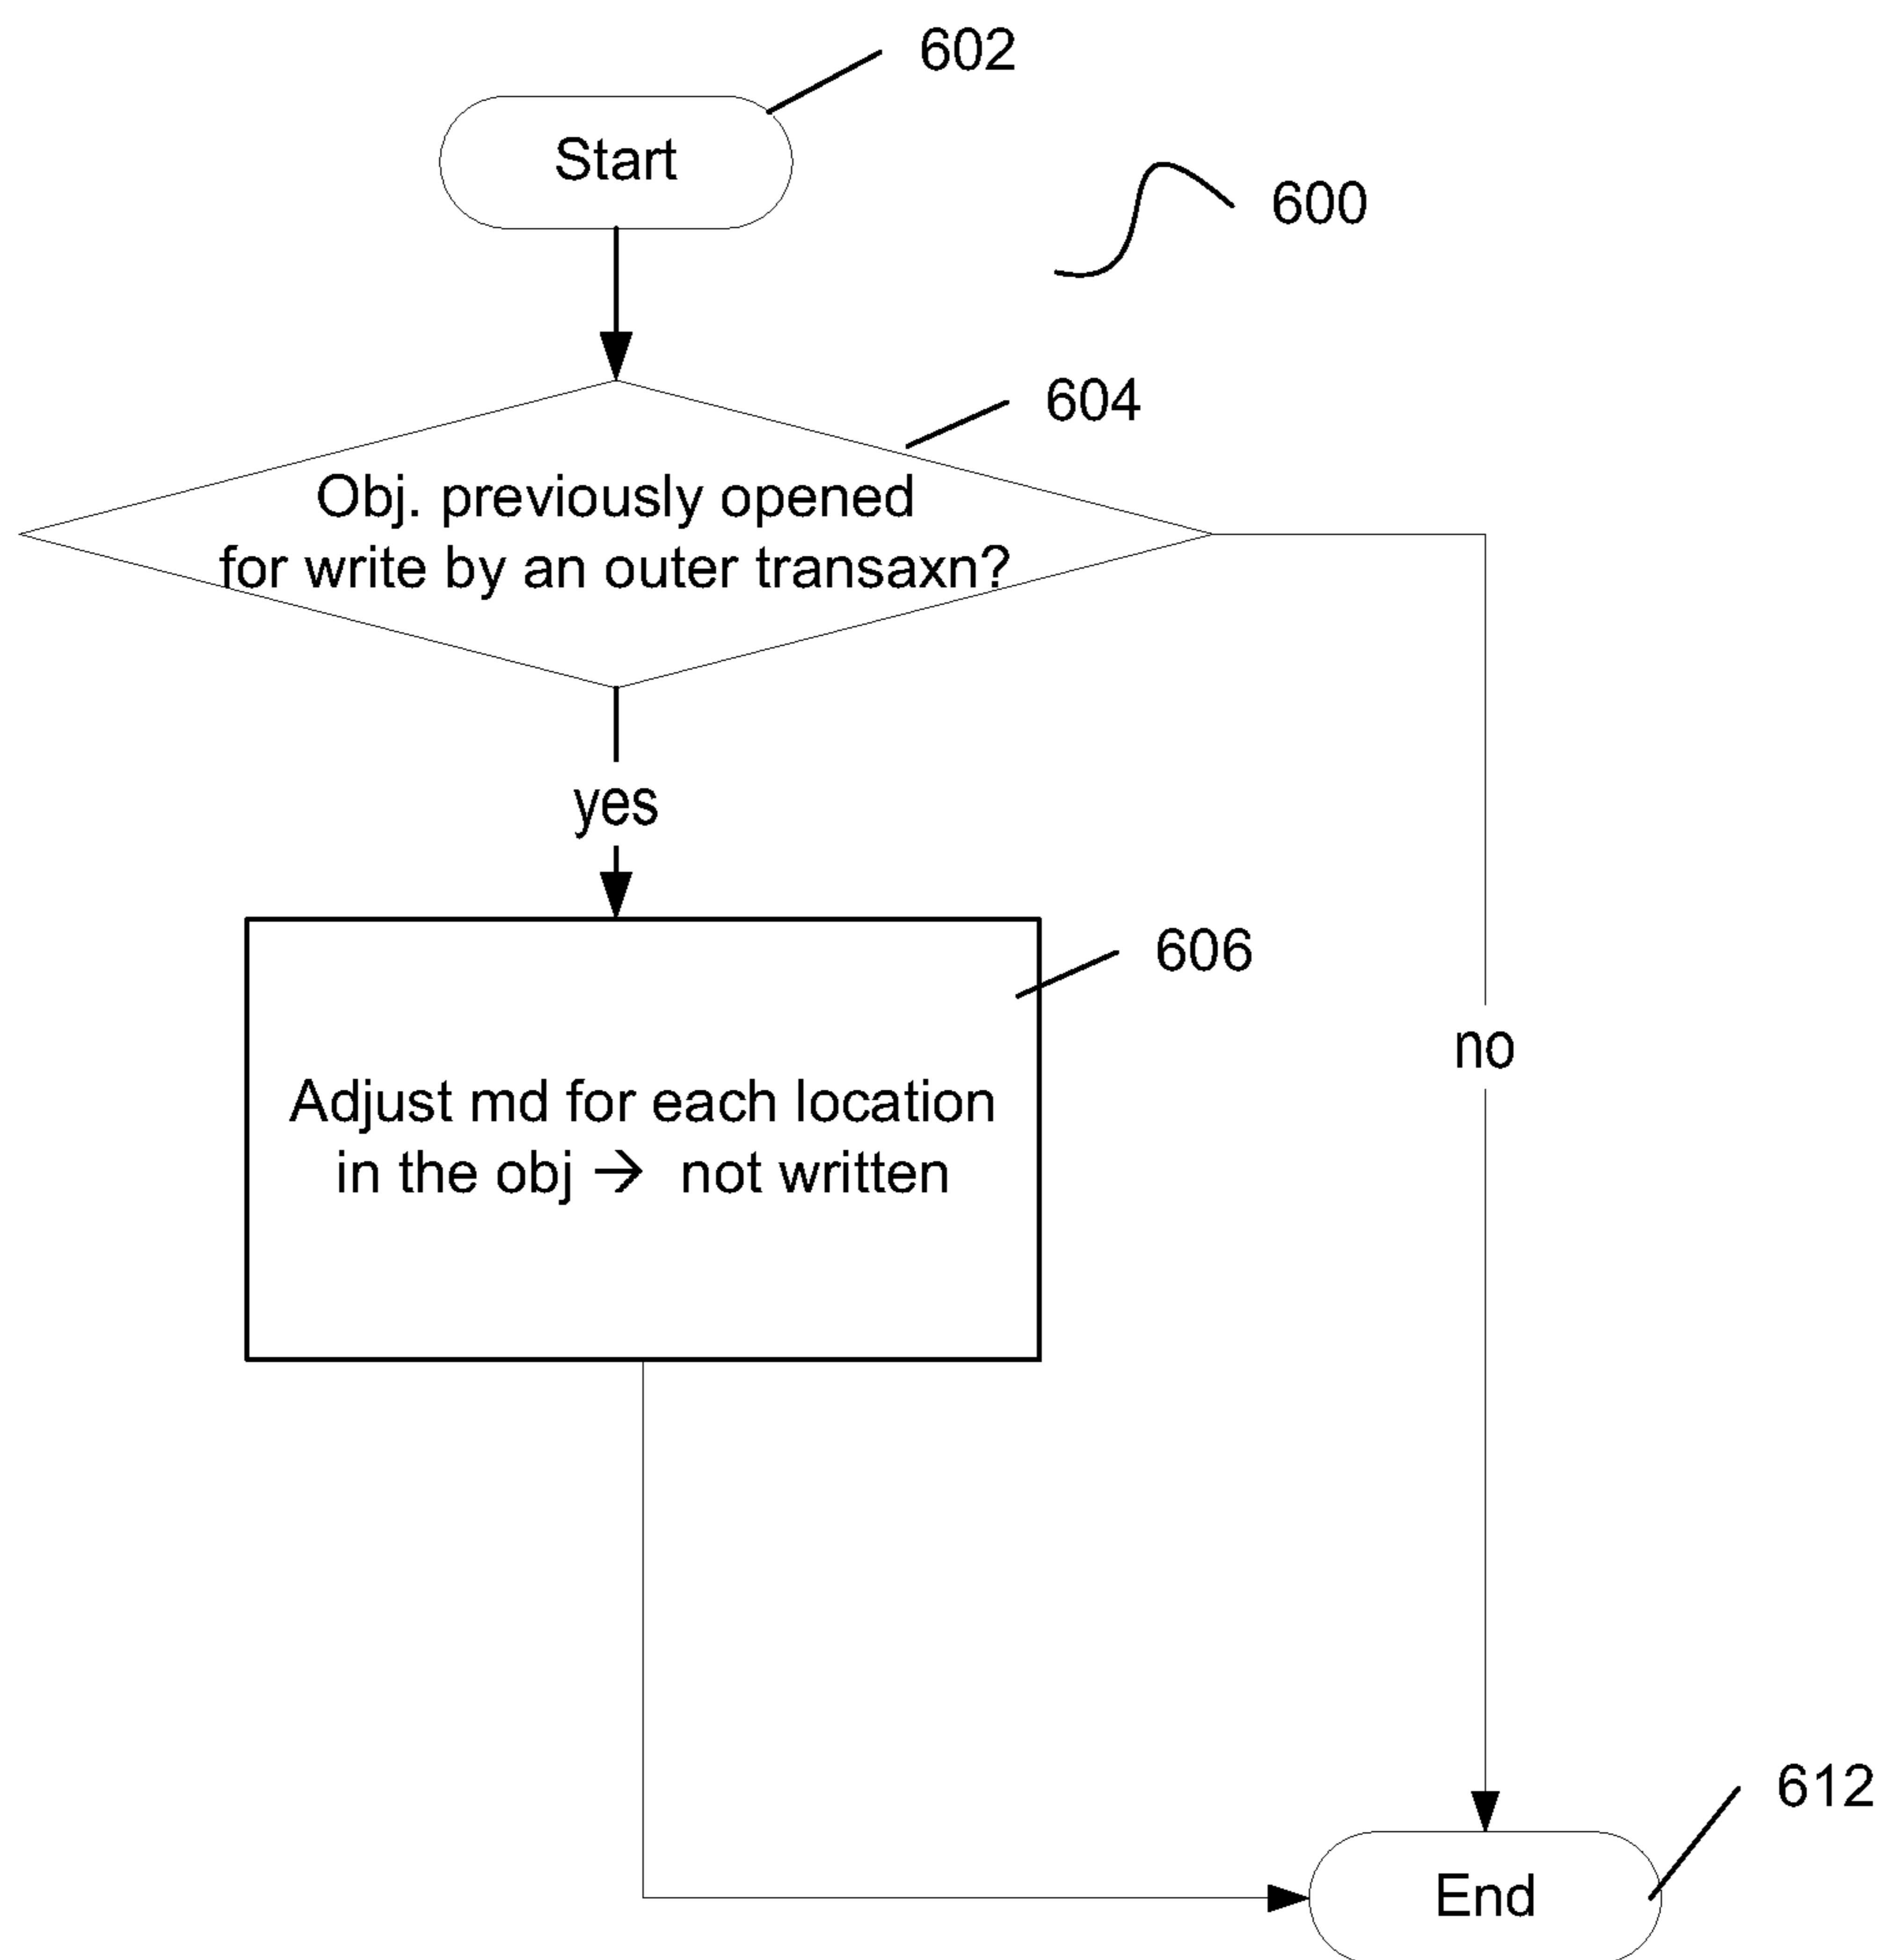 602
Start
600
604
Obj. previously opened
for write by an outer transaxn?
yes
606
Adjust md for each location
in the obj → not written
no
612
End